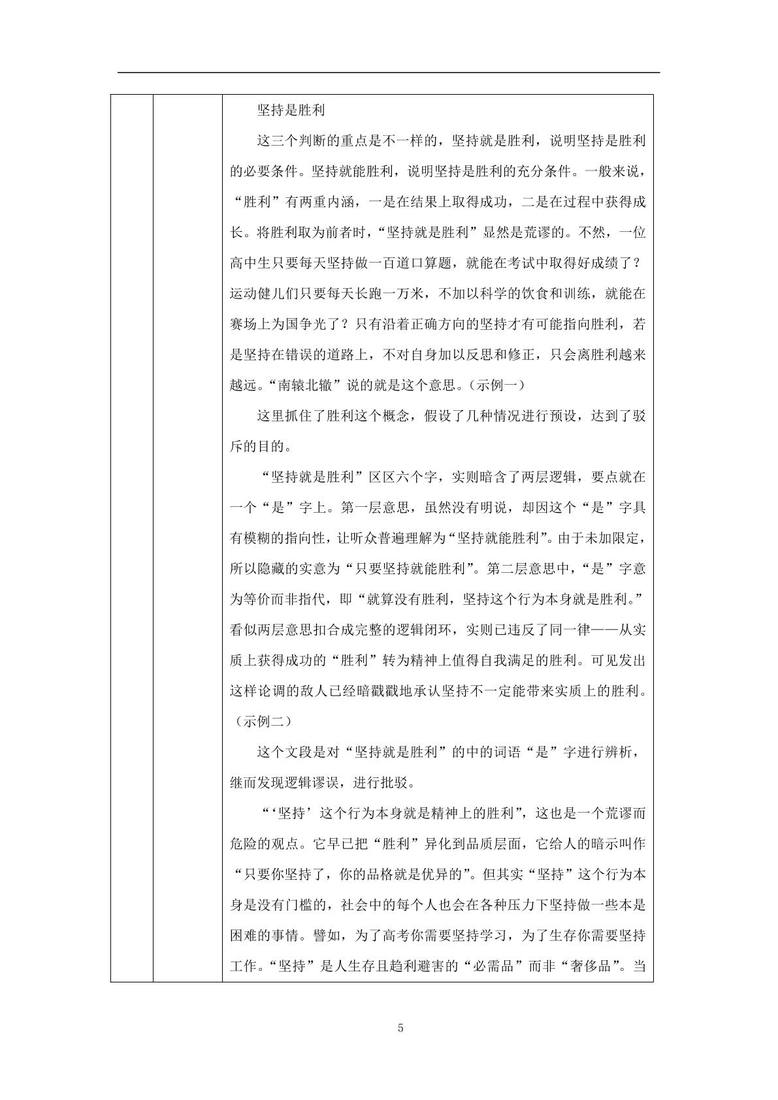 坚持是胜利
这三个判断的重点是不一样的，坚持就是胜利，说明坚持是胜利
的必要条件。坚持就能胜利，说明坚持是胜利的充分条件。一般来说，
“胜利”有两重内涵，一是在结果上取得成功，二是在过程中获得成
长。将胜利取为前者时，“坚持就是胜利”显然是荒谬的。不然，一位
高中生只要每天坚持做一百道口算题，就能在考试中取得好成绩了？
运动健儿们只要每天长跑一万米，不加以科学的饮食和训练，就能在
赛场上为国争光了？只有沿着正确方向的坚持才有可能指向胜利，若
是坚持在错误的道路上，不对自身加以反思和修正，只会离胜利越来
越远。“南辕北辙”说的就是这个意思。（示例一）
这里抓住了胜利这个概念，假设了几种情况进行预设，达到了驳
斥的目的。
“坚持就是胜利”区区六个字，实则暗含了两层逻辑，要点就在
一个“是”字上。第一层意思，虽然没有明说，却因这个“是”字具
有模糊的指向性，让听众普遍理解为“坚持就能胜利”。由于未加限定，
所以隐藏的实意为“只要坚持就能胜利”。第二层意思中，“是”字意
为等价而非指代，即“就算没有胜利，坚持这个行为本身就是胜利。”
看似两层意思扣合成完整的逻辑闭环，实则已违反了同一律——从实
质上获得成功的“胜利”转为精神上值得自我满足的胜利。可见发出
这样论调的敌人已经暗戳戳地承认坚持不一定能带来实质上的胜利。
（示例二）
这个文段是对“坚持就是胜利”的中的词语“是”字进行辨析，
继而发现逻辑谬误，进行批驳。
“‘坚持’这个行为本身就是精神上的胜利”，这也是一个荒谬而
危险的观点。它早已把“胜利”异化到品质层面，它给人的暗示叫作
“只要你坚持了，你的品格就是优异的”。但其实“坚持”这个行为本
身是没有门槛的，社会中的每个人也会在各种压力下坚持做一些本是
困难的事情。譬如，为了高考你需要坚持学习，为了生存你需要坚持
工作。“坚持”是人生存且趋利避害的“必需品”而非“奢侈品”。当
5